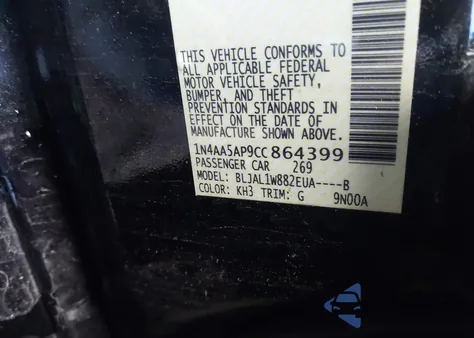 THIS VEHICLE CONFORMS TO
ALL APPLICABLE FEDERAL
MOTOR VEHICLE SAFETY,
BUMPER, AND THEFT
PREVENTION STANDARDS IN
EFFECT ON THE DATE OF
MANUFACTURE SHOWN ABOVE.
1N4AA5AP9CC864399
PASSENGER CAR 269
MODEL: BLJAL1W882EUA----B
COLOR: KH3 TRIM: G 9N00A